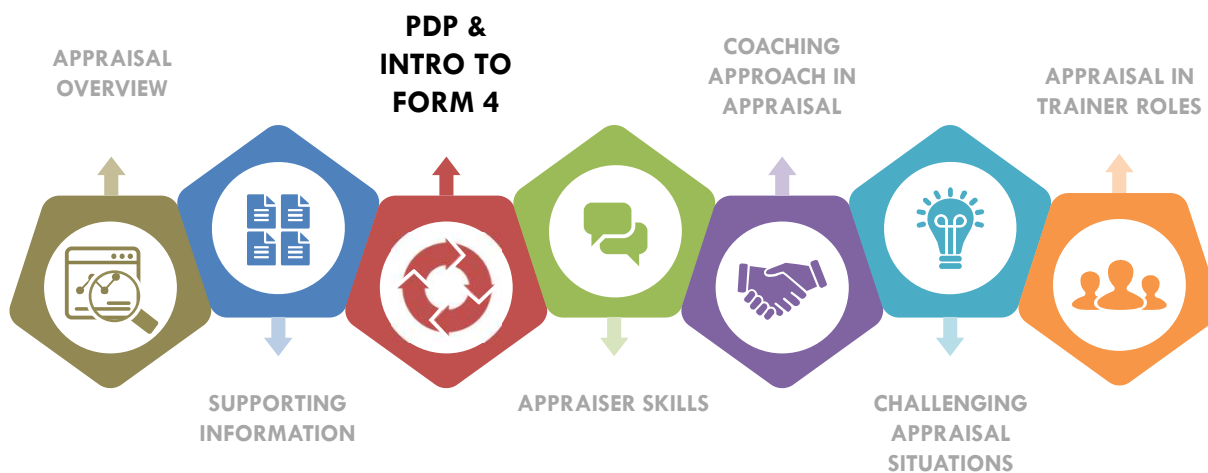 APPRAISAL
OVERVIEW
SUPPORTING
INFORMATION
PDP &
INTRO TO
FORM 4
APPRAISER SKILLS
COACHING
APPROACH IN
APPRAISAL
CHALLENGING
APPRAISAL
SITUATIONS
APPRAISAL IN
TRAINER ROLES